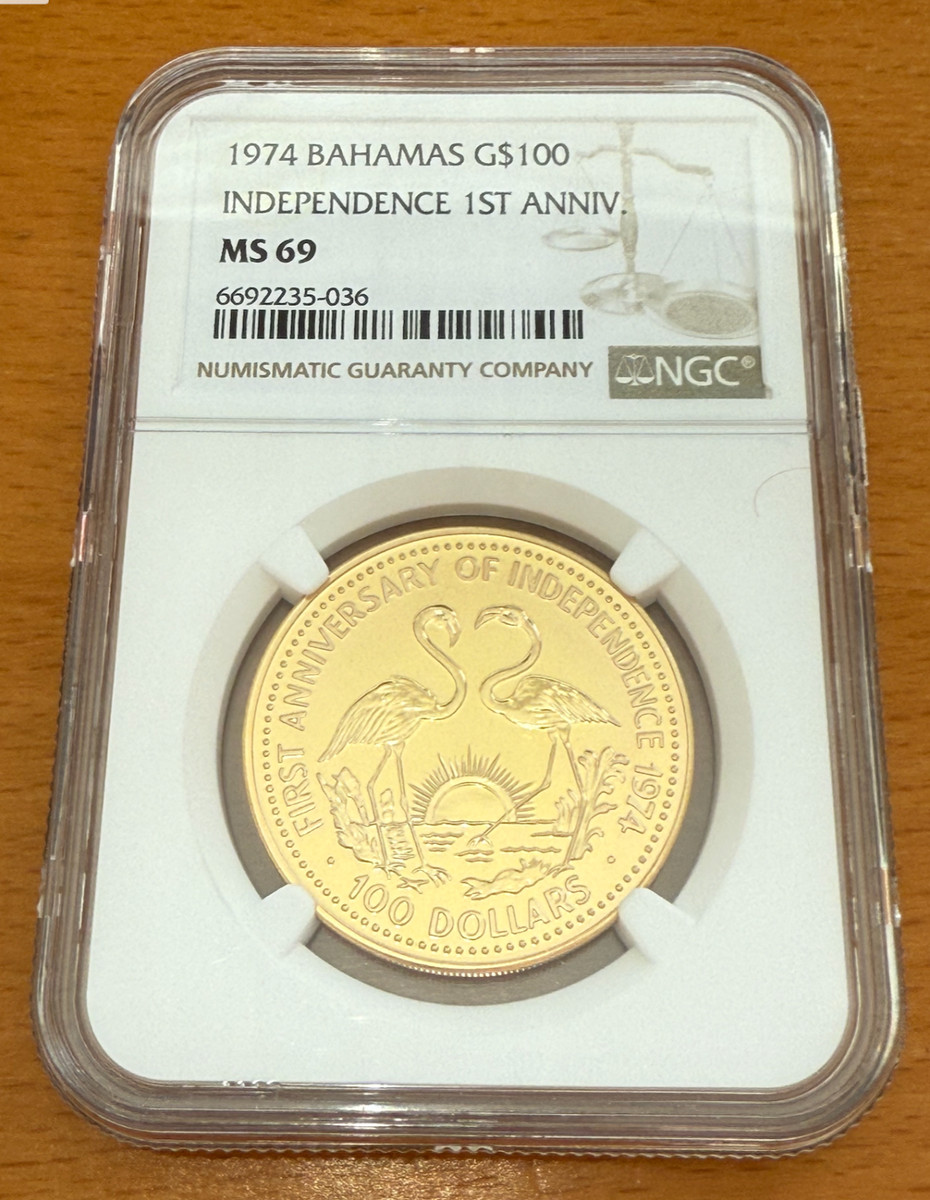 1974 BAHAMAS G$100
INDEPENDENCE 1ST ANNIV.
MS 69
6692235-036
NUMISMATIC GUARANTY COMPANY
NGC®
FIRST ANNIVERSARY OF INDEPENDENCE 1974
100 DOLLARS